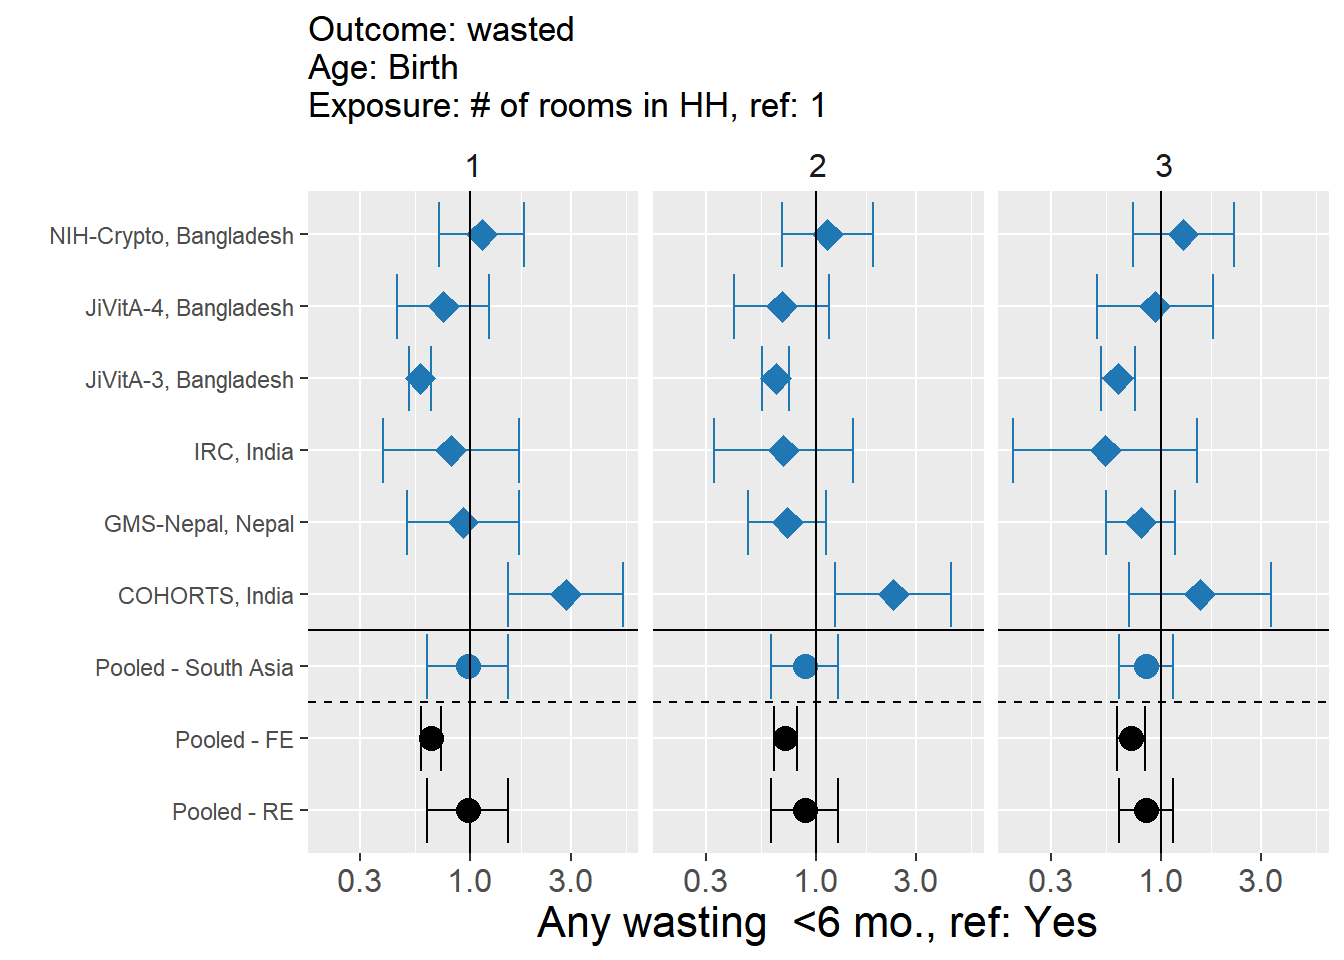 Outcome: wasted
Age: Birth
Exposure: # of rooms in HH, ref: 1
1 2 3
NIH-Crypto, Bangladesh
JiVitA-4, Bangladesh
JiVitA-3, Bangladesh
IRC, India
GMS-Nepal, Nepal
COHORTS, India
Pooled - South Asia
Pooled - FE
Pooled - RE
0.3 1.0 3.0 0.3 1.0 3.0 0.3 1.0 3.0
Any wasting  <6 mo., ref: Yes